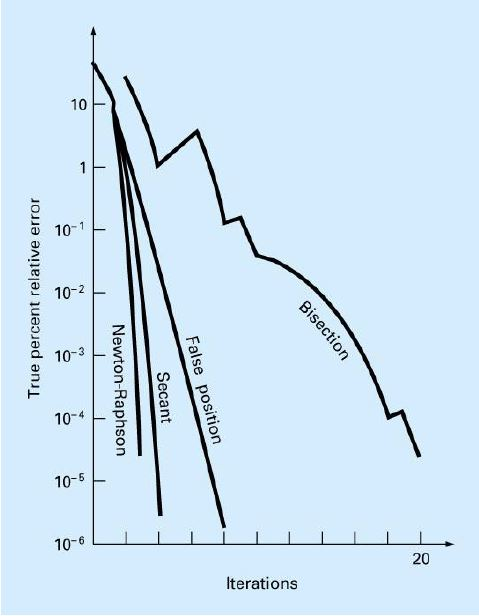 True percent relative error
10
1
10⁻¹
10⁻²
10⁻³
10⁻⁴
10⁻⁵
10⁻⁶
Newton-Raphson
Secant
False position
Bisection
20
Iterations